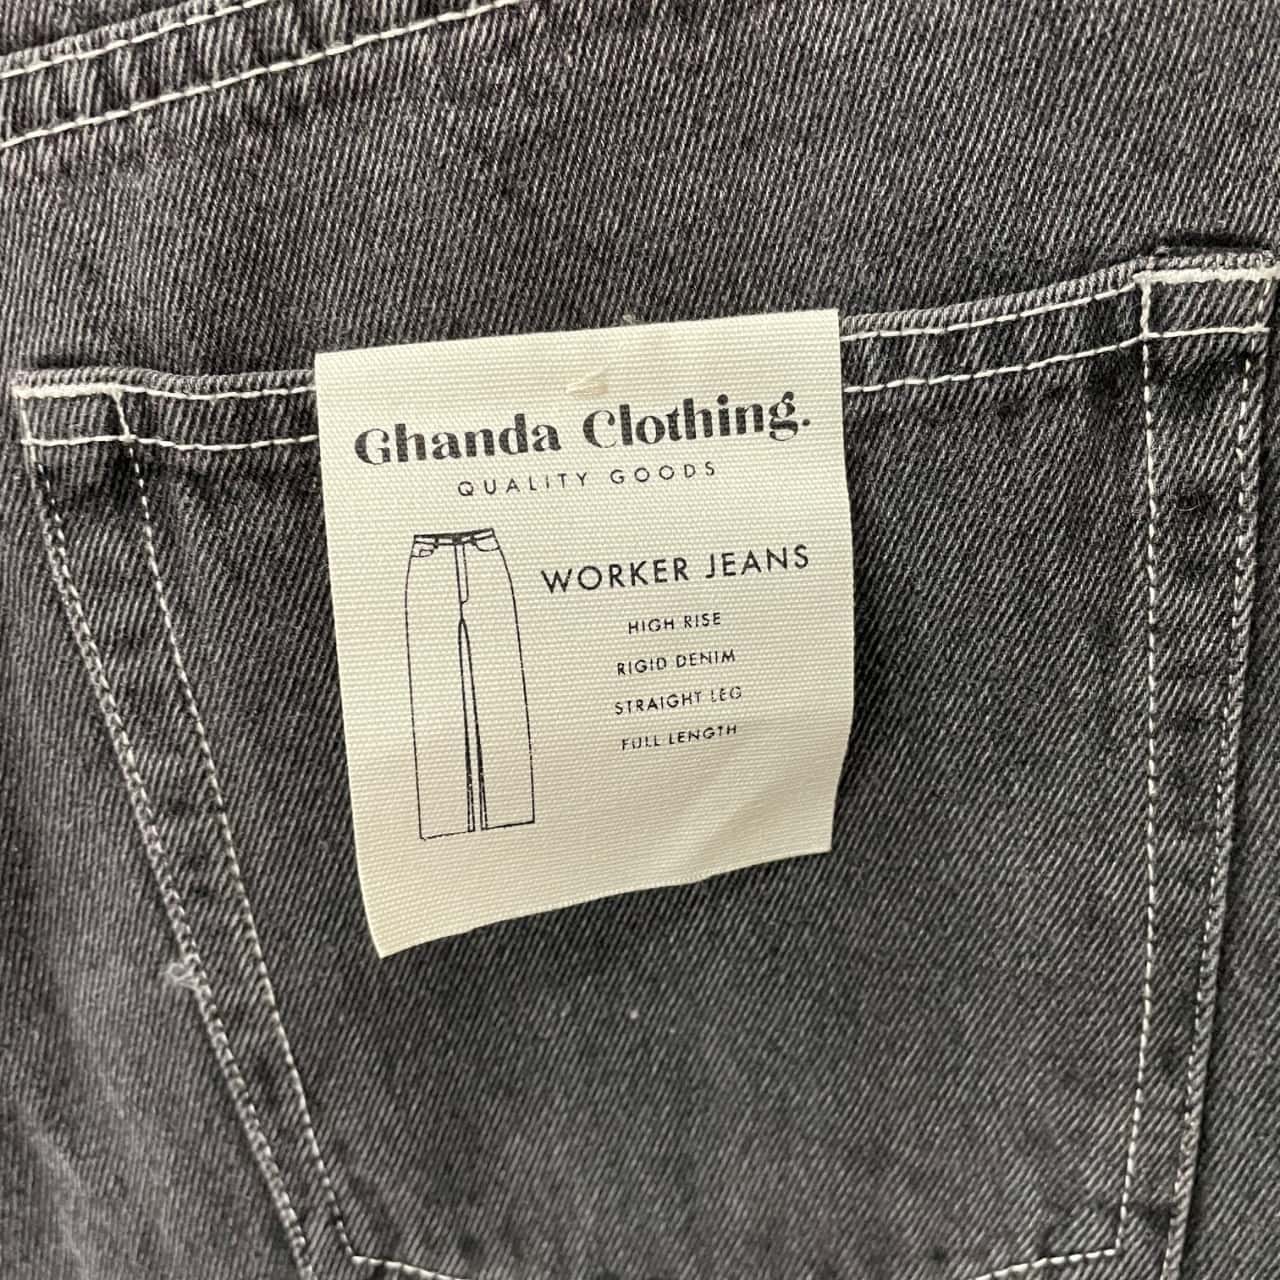 Ghanda Clothing.
QUALITY GOODS
WORKER JEANS
HIGH RISE
RIGID DENIM
STRAIGHT LEG
FULL LENGTH